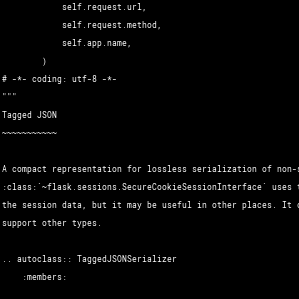 self.request.url,
self.request.method,
self.app.name,
)
# -*- coding: utf-8 -*-
"""
Tagged JSON
~~~~~~~~~~~
A compact representation for lossless serialization of non-s
:class:`~flask.sessions.SecureCookieSessionInterface` uses t
the session data, but it may be useful in other places. It c
support other types.
.. autoclass:: TaggedJSONSerializer
:members: